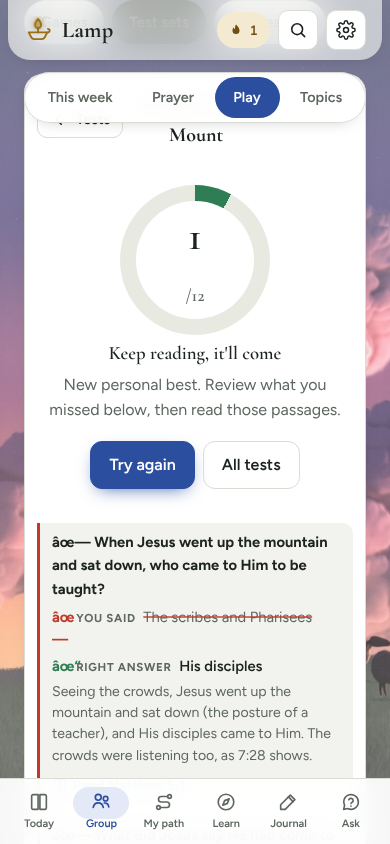 Test sets
Lamp
1
This week
Prayer
Play
Topics
Mount
1
/12
Keep reading, it'll come
New personal best. Review what you
missed below, then read those passages.
Try again
All tests
âœ— When Jesus went up the mountain
and sat down, who came to Him to be
taught?
âœ YOU SAID The scribes and Pharisees
—
âœ“ RIGHT ANSWER His disciples
Seeing the crowds, Jesus went up the
mountain and sat down (the posture of a
teacher), and His disciples came to Him. The
crowds were listening too, as 7:28 shows.
Today
Group
My path
Learn
Journal
Ask